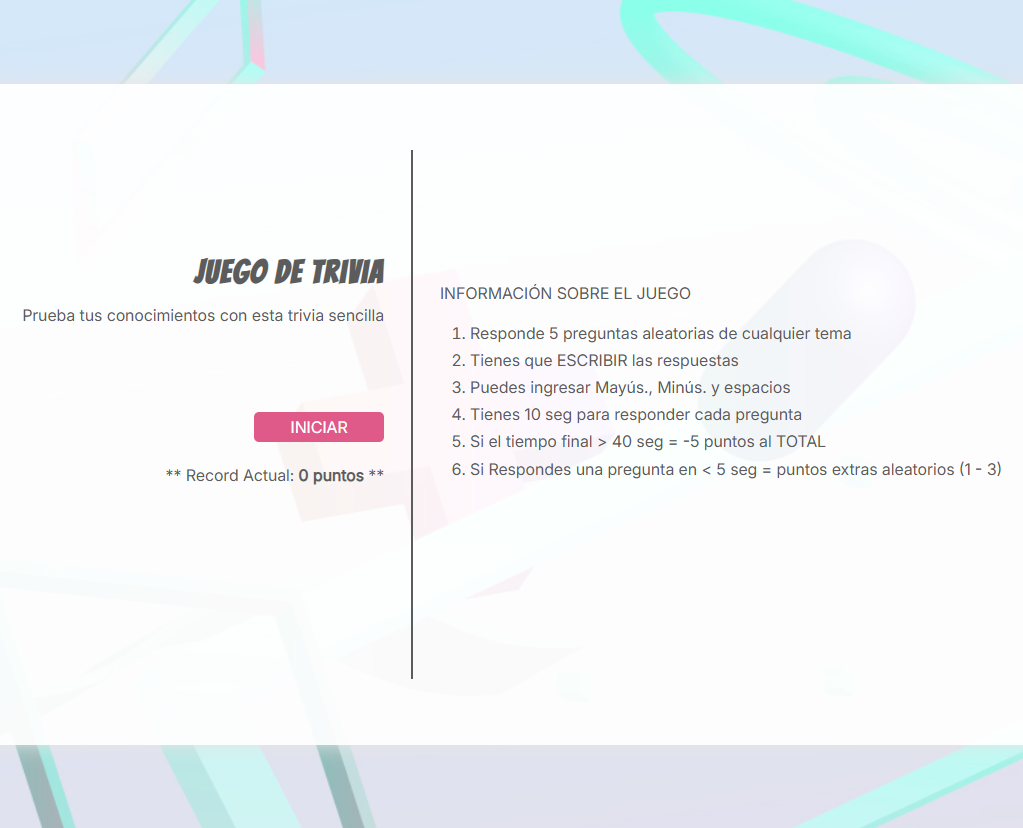 JUEGO DE TRIVIA
Prueba tus conocimientos con esta trivia sencilla
INICIAR
** Record Actual: 0 puntos **
INFORMACIÓN SOBRE EL JUEGO
1. Responde 5 preguntas aleatorias de cualquier tema
2. Tienes que ESCRIBIR las respuestas
3. Puedes ingresar Mayús., Minús. y espacios
4. Tienes 10 seg para responder cada pregunta
5. Si el tiempo final > 40 seg = -5 puntos al TOTAL
6. Si Respondes una pregunta en < 5 seg = puntos extras aleatorios (1 - 3)